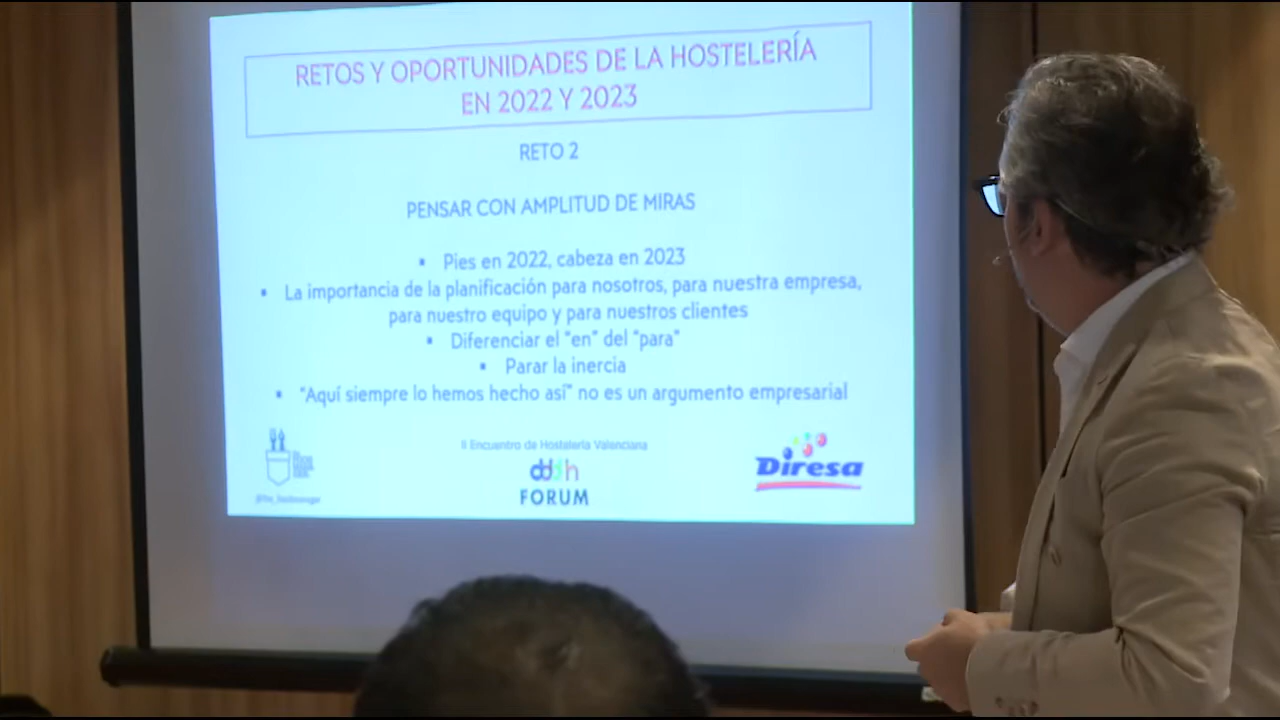 RETOS Y OPORTUNIDADES DE LA HOSTELERÍA
EN 2022 Y 2023
RETO 2
PENSAR CON AMPLITUD DE MIRAS
▪ Pies en 2022, cabeza en 2023
▪ La importancia de la planificación para nosotros, para nuestra empresa,
para nuestro equipo y para nuestros clientes
▪ Diferenciar el "en" del "para"
▪ Parar la inercia
▪ "Aquí siempre lo hemos hecho así" no es un argumento empresarial
II Encuentro de Hostelería Valenciana
FORUM
Diresa